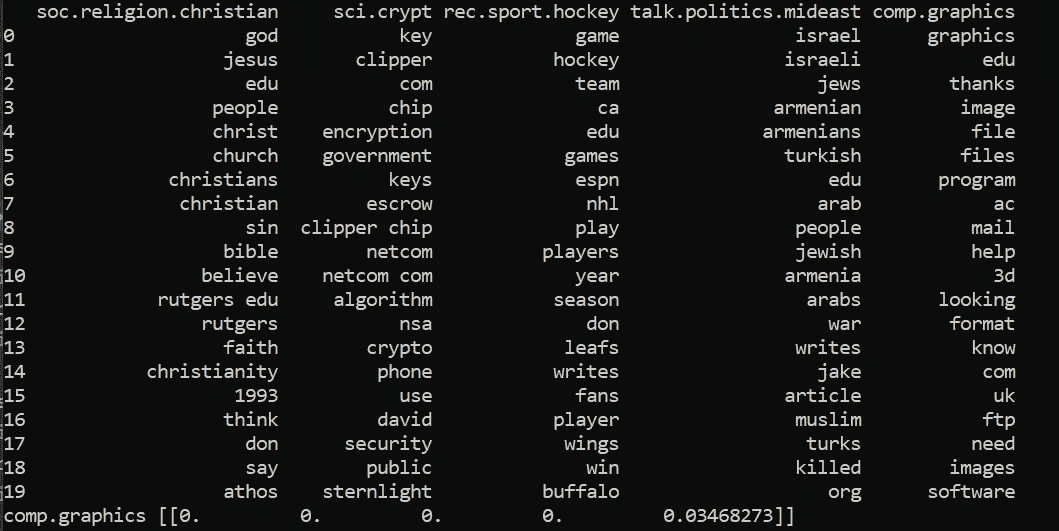 soc.religion.christian sci.crypt rec.sport.hockey talk.politics.mideast comp.graphics
0 god key game israel graphics
1 jesus clipper hockey israeli edu
2 edu com team jews thanks
3 people chip ca armenian image
4 christ encryption edu armenians file
5 church government games turkish files
6 christians keys espn edu program
7 christian escrow nhl arab ac
8 sin clipper chip play people mail
9 bible netcom players jewish help
10 believe netcom com year armenia 3d
11 rutgers edu algorithm season arabs looking
12 rutgers nsa don war format
13 faith crypto leafs writes know
14 christianity phone writes jake com
15 1993 use fans article uk
16 think david player muslim ftp
17 don security wings turks need
18 say public win killed images
19 athos sternlight buffalo org software
comp.graphics [[0. 0. 0. 0. 0.03468273]]